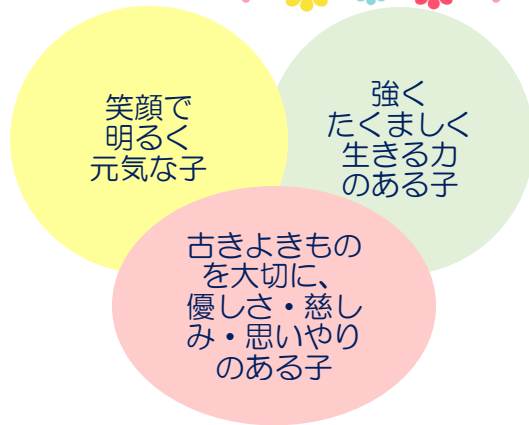 笑顔で
明るく
元気な子
強く
たくましく
生きる力
のある子
古きよきもの
を大切に、
優しさ・慈し
み・思いやり
のある子